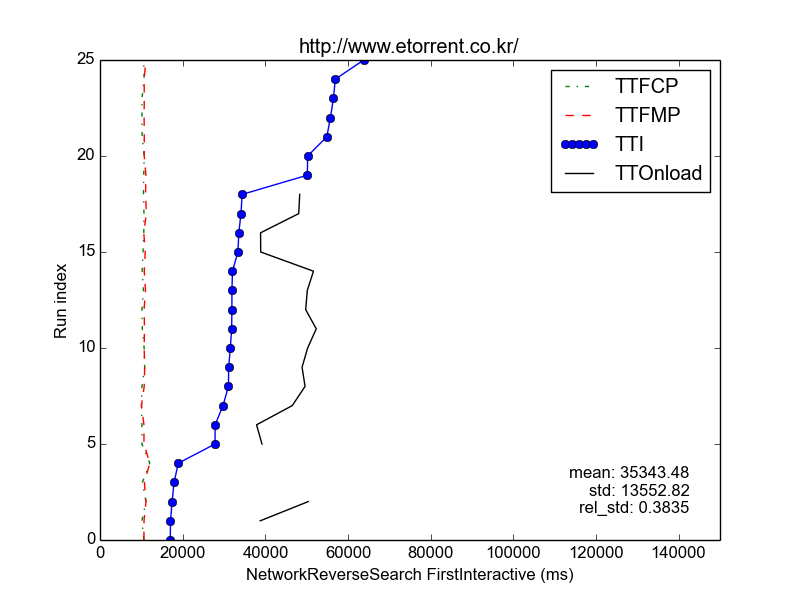 http://www.etorrent.co.kr/
TTFCP
TTFMP
TTI
TTOnload
Run index
25
20
15
10
5
0
mean: 35343.48
std: 13552.82
rel_std: 0.3835
0 20000 40000 60000 80000 100000 120000 140000
NetworkReverseSearch FirstInteractive (ms)